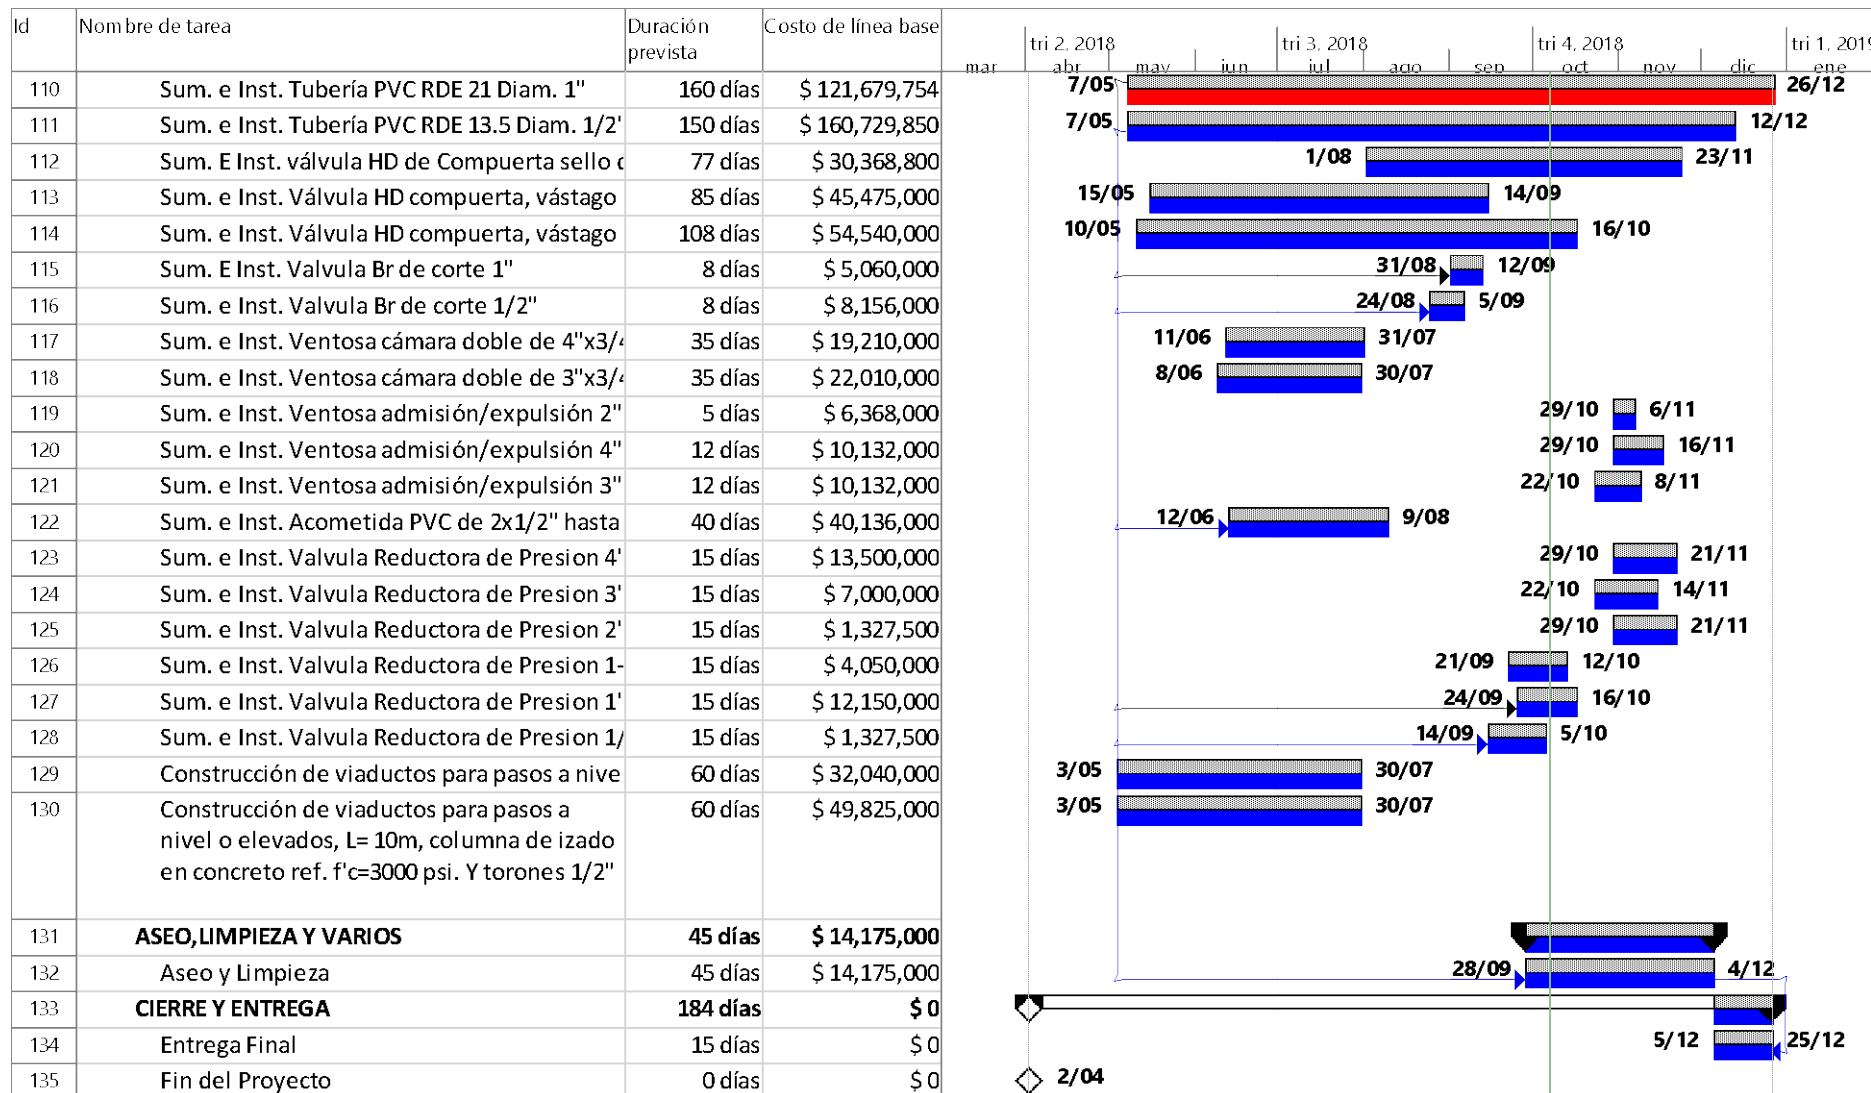 Id Nombre de tarea Duración prevista Costo de línea base
tri 2, 2018 tri 3, 2018 tri 4, 2018 tri 1, 2019
mar abr may jun jul ago sep oct nov dic ene
110 Sum. e Inst. Tubería PVC RDE 21 Diam. 1" 160 días $ 121,679,754 7/05 26/12
111 Sum. e Inst. Tubería PVC RDE 13.5 Diam. 1/2" 150 días $ 160,729,850 7/05 12/12
112 Sum. E Inst. válvula HD de Compuerta sello 77 días $ 30,368,800 1/08 23/11
113 Sum. e Inst. Válvula HD compuerta, vástago 85 días $ 45,475,000 15/05 14/09
114 Sum. e Inst. Válvula HD compuerta, vástago 108 días $ 54,540,000 10/05 16/10
115 Sum. E Inst. Valvula Br de corte 1" 8 días $ 5,060,000 31/08 12/09
116 Sum. e Inst. Valvula Br de corte 1/2" 8 días $ 8,156,000 24/08 5/09
117 Sum. e Inst. Ventosa cámara doble de 4"x3/4 35 días $ 19,210,000 11/06 31/07
118 Sum. e Inst. Ventosa cámara doble de 3"x3/4 35 días $ 22,010,000 8/06 30/07
119 Sum. e Inst. Ventosa admisión/expulsión 2" 5 días $ 6,368,000 29/10 6/11
120 Sum. e Inst. Ventosa admisión/expulsión 4" 12 días $ 10,132,000 29/10 16/11
121 Sum. e Inst. Ventosa admisión/expulsión 3" 12 días $ 10,132,000 22/10 8/11
122 Sum. e Inst. Acometida PVC de 2x1/2" hasta 40 días $ 40,136,000 12/06 9/08
123 Sum. e Inst. Valvula Reductora de Presion 4' 15 días $ 13,500,000 29/10 21/11
124 Sum. e Inst. Valvula Reductora de Presion 3' 15 días $ 7,000,000 22/10 14/11
125 Sum. e Inst. Valvula Reductora de Presion 2' 15 días $ 1,327,500 29/10 21/11
126 Sum. e Inst. Valvula Reductora de Presion 1- 15 días $ 4,050,000 21/09 12/10
127 Sum. e Inst. Valvula Reductora de Presion 1' 15 días $ 12,150,000 24/09 16/10
128 Sum. e Inst. Valvula Reductora de Presion 1/ 15 días $ 1,327,500 14/09 5/10
129 Construcción de viaductos para pasos a nive 60 días $ 32,040,000 3/05 30/07
130 Construcción de viaductos para pasos a 60 días $ 49,825,000 3/05 30/07
nivel o elevados, L= 10m, columna de izado
en concreto ref. f'c=3000 psi. Y torones 1/2"
131 ASEO,LIMPIEZA Y VARIOS 45 días $ 14,175,000
132 Aseo y Limpieza 45 días $ 14,175,000 28/09 4/12
133 CIERRE Y ENTREGA 184 días $ 0
134 Entrega Final 15 días $ 0 5/12 25/12
135 Fin del Proyecto 0 días $ 0 2/04